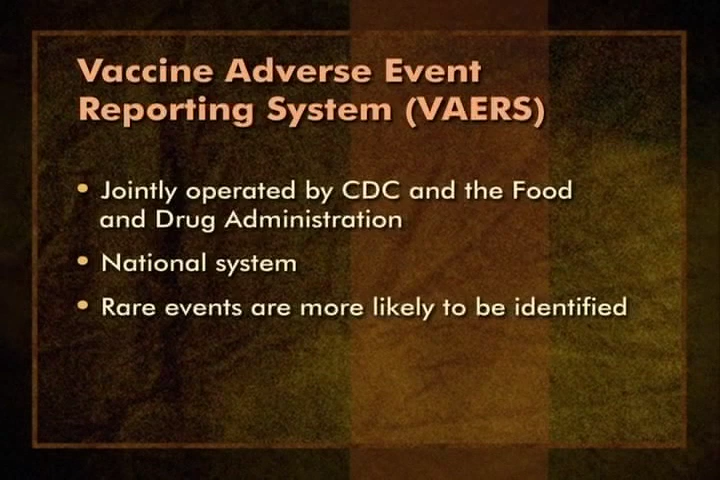 Vaccine Adverse Event
Reporting System (VAERS)
• Jointly operated by CDC and the Food
and Drug Administration
• National system
• Rare events are more likely to be identified